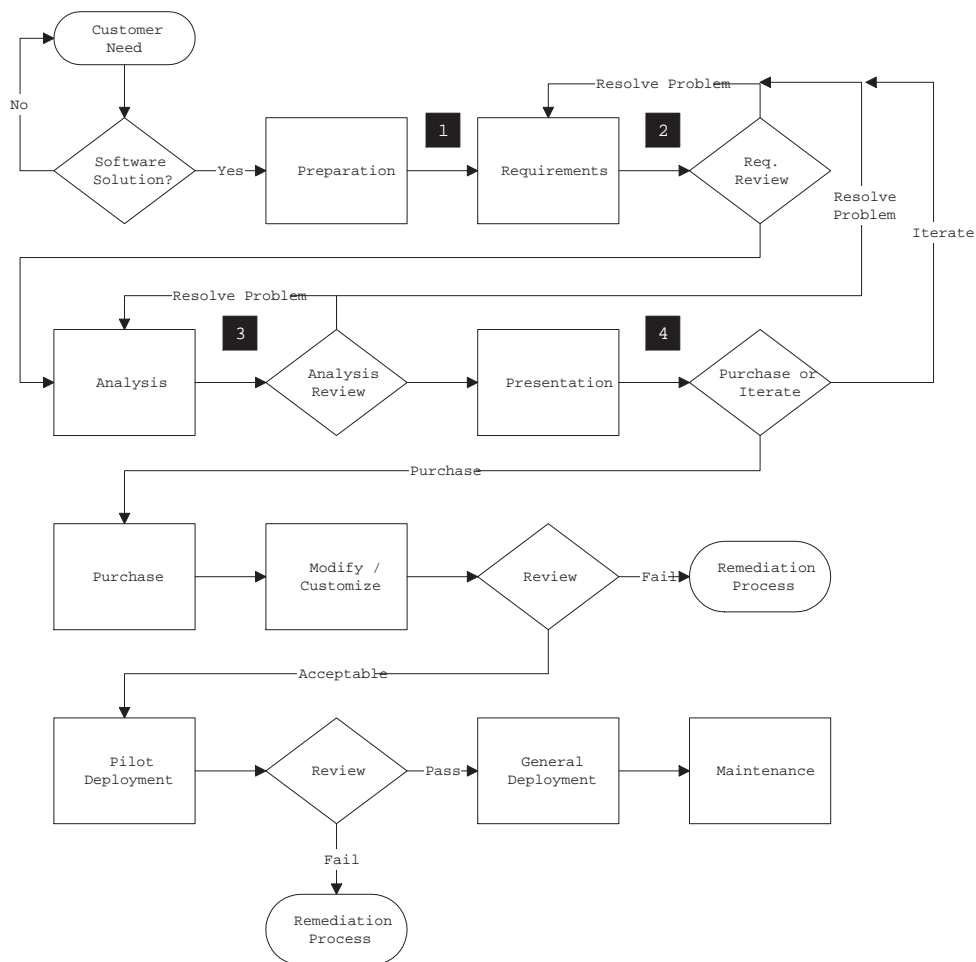 Customer
Need
No
Software
Solution?
Yes
Preparation
1
Requirements
2
Resolve Problem
Req.
Review
Resolve
Problem
Iterate
Resolve Problem
Analysis
3
Analysis
Review
Presentation
4
Purchase or
Iterate
Purchase
Purchase
Modify /
Customize
Review
Fail
Remediation
Process
Acceptable
Pilot
Deployment
Review
Pass
General
Deployment
Maintenance
Fail
Remediation
Process